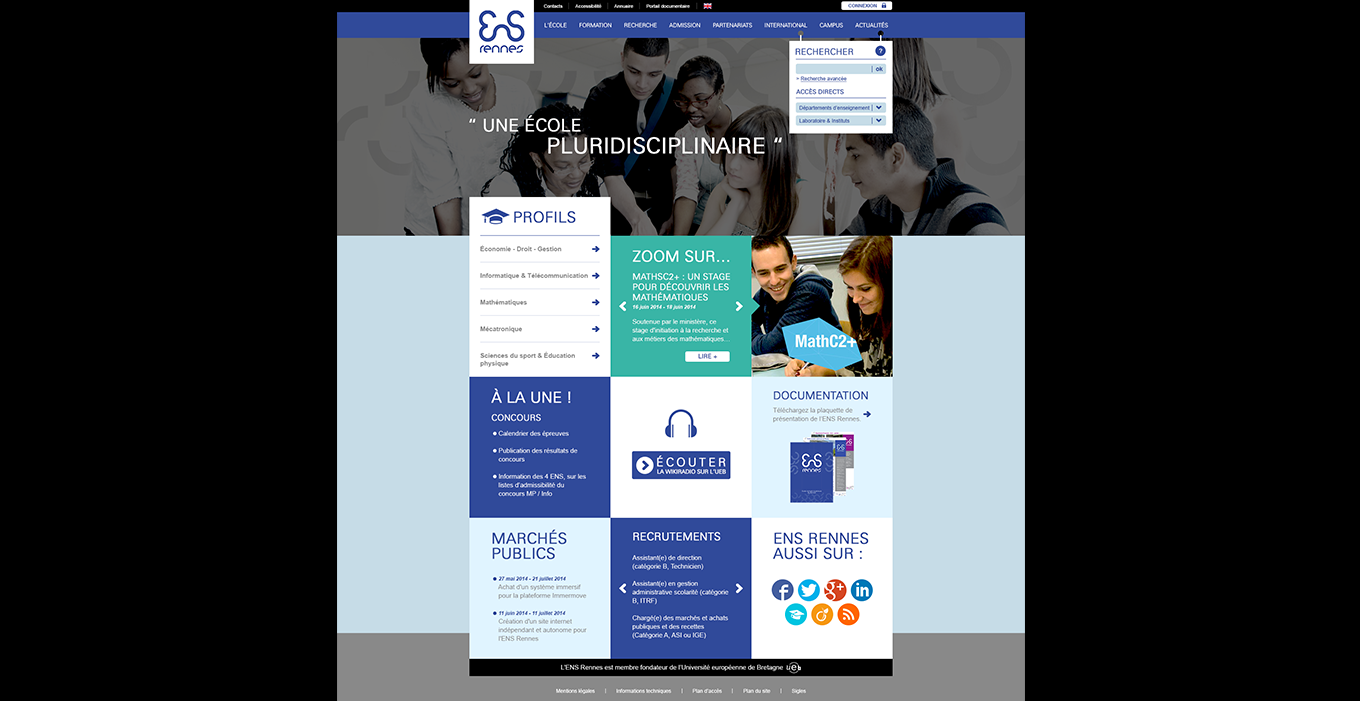 Contacts | Accessibilité | Annuaire | Portail documentaire
CONNEXION
ENS
rennes
L'ÉCOLE FORMATION RECHERCHE ADMISSION PARTENARIATS INTERNATIONAL CAMPUS ACTUALITÉS
RECHERCHER ?
| ok
> Recherche avancée
ACCÈS DIRECTS
Départements d'enseignement |
Laboratoire & Instituts |
“ UNE ÉCOLE
PLURIDISCIPLINAIRE “
PROFILS
Économie - Droit - Gestion
Informatique & Télécommunication
Mathématiques
Mécatronique
Sciences du sport & Éducation
physique
ZOOM SUR...
MATHSC2+ : UN STAGE
POUR DÉCOUVRIR LES
MATHÉMATIQUES
16 juin 2014 - 18 juin 2014
Soutenue par le ministère, ce
stage d'initiation à la recherche et
aux métiers des mathématiques...
LIRE +
MathC2+
À LA UNE !
CONCOURS
Calendrier des épreuves
Publication des résultats de
concours
Information des 4 ENS, sur les
listes d'admissibilité du
concours MP / Info
ÉCOUTER
LA WIKIRADIO SUR L'UEB
DOCUMENTATION
Téléchargez la plaquette de
présentation de l'ENS Rennes.
ENS
rennes
MARCHÉS
PUBLICS
27 mai 2014 - 21 juillet 2014
Achat d'un système immersif
pour la plateforme Immermove
11 juin 2014 - 11 juillet 2014
Création d'un site internet
indépendant et autonome pour
l'ENS Rennes
RECRUTEMENTS
Assistant(e) de direction
(catégorie B, Technicien)
Assistant(e) en gestion
administrative scolarité (catégorie
B, ITRF)
Chargé(e) des marchés et achats
publiques et des recettes
(Catégorie A, ASI ou IGE)
ENS RENNES
AUSSI SUR :
L'ENS Rennes est membre fondateur de l'Université européenne de Bretagne ueb
Mentions légales | Informations techniques | Plan d'accès | Plan du site | Sigles